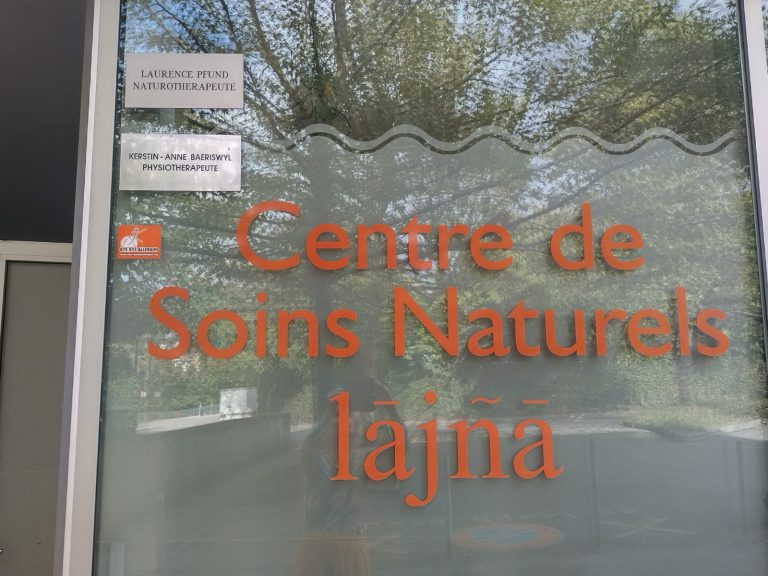 LAURENCE PFUND
NATUROTHERAPEUTE
KERSTIN-ANNE BAERISWYL
PHYSIOTHERAPEUTE
Centre de
Soins Naturels
lājñā